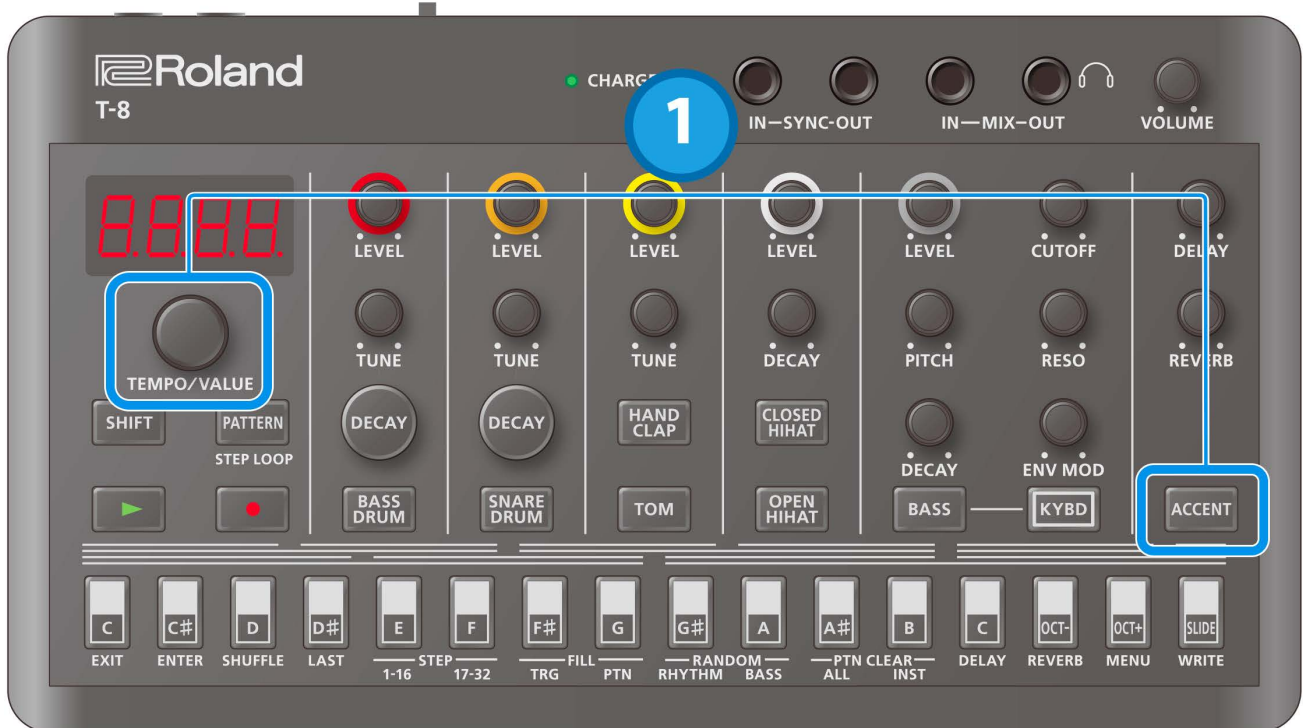 Roland
T-8
CHARGE
1
IN-SYNC-OUT
IN-MIX-OUT
VOLUME
8.8.8.8.
LEVEL LEVEL LEVEL LEVEL LEVEL CUTOFF DELAY
TEMPO/VALUE
TUNE TUNE TUNE DECAY PITCH RESO REVERB
SHIFT PATTERN DECAY DECAY HAND CLAP CLOSED HIHAT
STEP LOOP
DECAY ENV MOD
BASS DRUM SNARE DRUM TOM OPEN HIHAT BASS KYBD ACCENT
C C# D D# E F F# G G# A A# B C OCT- OCT+ SLIDE
EXIT ENTER SHUFFLE LAST STEP FILL RANDOM PTN CLEAR DELAY REVERB MENU WRITE
1-16 17-32 TRG PTN RHYTHM BASS ALL INST